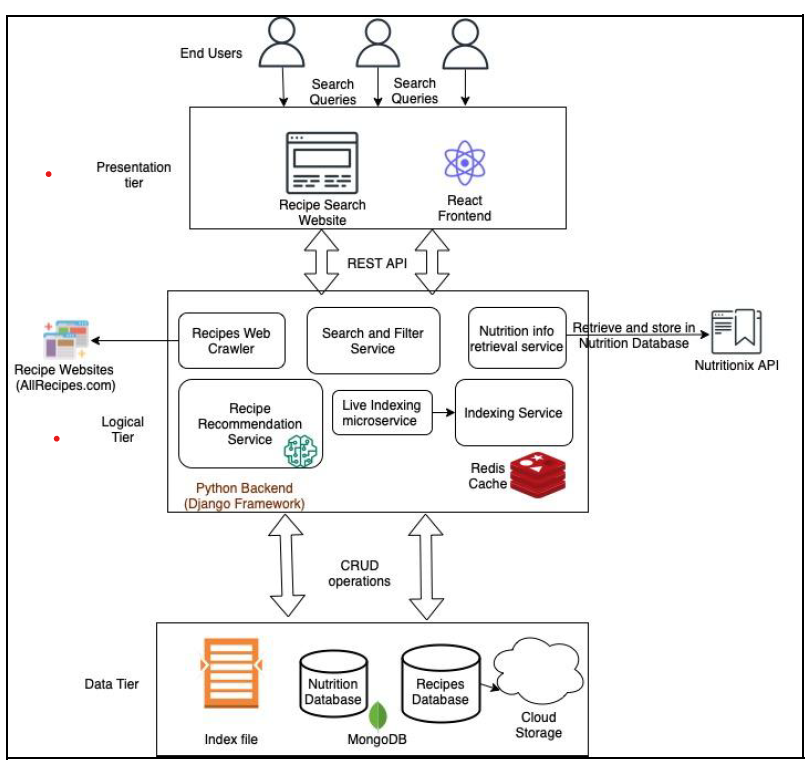 End Users
Search
Queries
Search
Queries
Presentation
tier
Recipe Search
Website
React
Frontend
REST API
Recipes Web
Crawler
Search and Filter
Service
Nutrition info
retrieval service
Retrieve and store in
Nutrition Database
Recipe Websites
(AllRecipes.com)
Nutritionix API
Logical
Tier
Recipe
Recommendation
Service
Live Indexing
microservice
Indexing Service
Redis
Cache
Python Backend
(Django Framework)
CRUD
operations
Data Tier
Nutrition
Database
Recipes
Database
Index file
MongoDB
Cloud
Storage